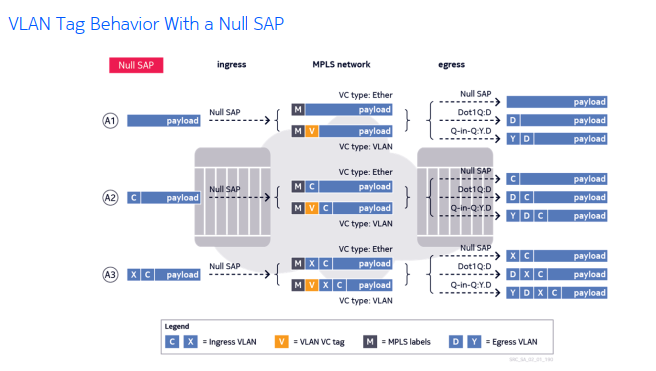 VLAN Tag Behavior With a Null SAP
Null SAP ingress MPLS network egress
VC type: Ether
Null SAP
A1 payload Null SAP M payload payload
Dot1Q:D
M V payload D payload
Q-in-Q:Y.D
VC type: VLAN Y D payload
VC type: Ether
Null SAP
C payload
A2 C payload Null SAP M C payload
Dot1Q:D
D C payload
M V C payload
Q-in-Q:Y.D
Y D C payload
VC type: VLAN
VC type: Ether
Null SAP
X C payload
A3 X C payload Null SAP M X C payload
Dot1Q:D
D X C payload
M V X C payload
Q-in-Q:Y.D
Y D X C payload
VC type: VLAN
Legend
C X = Ingress VLAN V = VLAN VC tag M = MPLS labels D Y = Egress VLAN